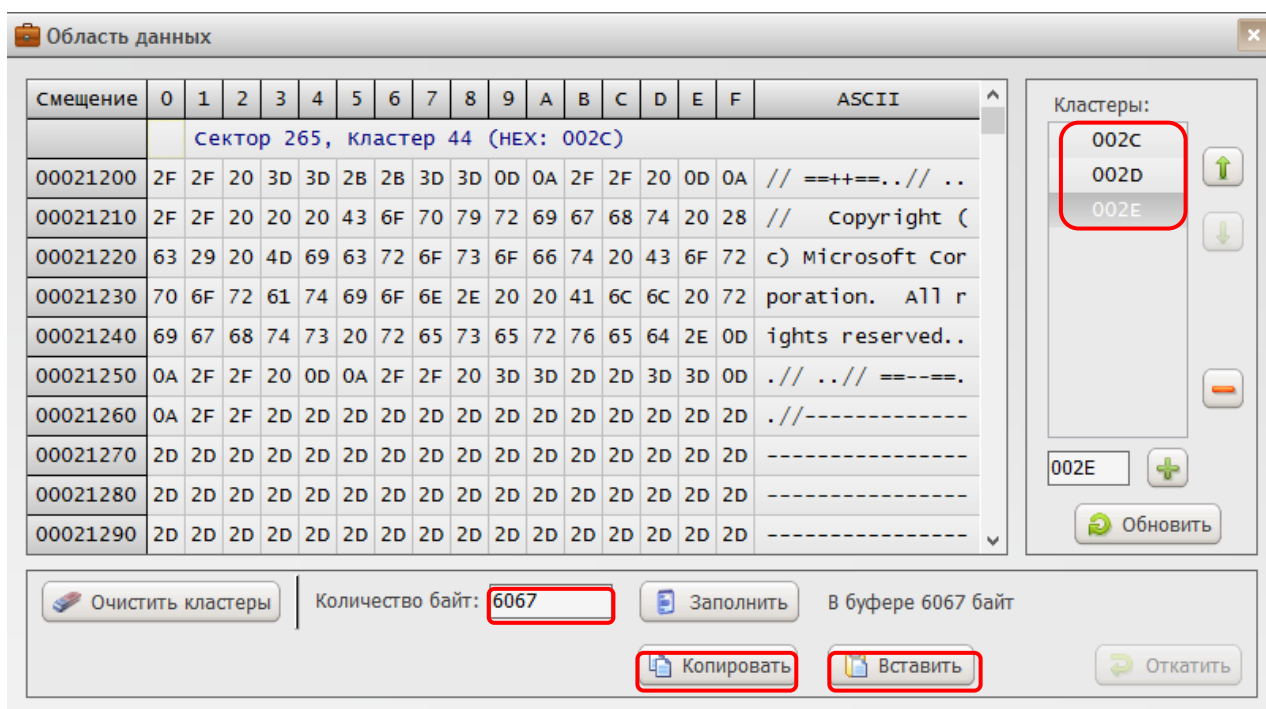 Область данных
Смещение 0 1 2 3 4 5 6 7 8 9 A B C D E F ASCII
Сектор 265, Кластер 44 (HEX: 002C)
00021200 2F 2F 20 3D 3D 2B 2B 3D 3D 0D 0A 2F 2F 20 0D 0A // ==++==..// ..
00021210 2F 2F 20 20 20 43 6F 70 79 72 69 67 68 74 20 28 //   Copyright (
00021220 63 29 20 4D 69 63 72 6F 73 6F 66 74 20 43 6F 72 c) Microsoft Cor
00021230 70 6F 72 61 74 69 6F 6E 2E 20 20 41 6C 6C 20 72 poration.  All r
00021240 69 67 68 74 73 20 72 65 73 65 72 76 65 64 2E 0D ights reserved..
00021250 0A 2F 2F 20 0D 0A 2F 2F 20 3D 3D 2D 2D 3D 3D 0D .// ..// ==--==.
00021260 0A 2F 2F 2D 2D 2D 2D 2D 2D 2D 2D 2D 2D 2D 2D 2D .//-------------
00021270 2D 2D 2D 2D 2D 2D 2D 2D 2D 2D 2D 2D 2D 2D 2D 2D ----------------
00021280 2D 2D 2D 2D 2D 2D 2D 2D 2D 2D 2D 2D 2D 2D 2D 2D ----------------
00021290 2D 2D 2D 2D 2D 2D 2D 2D 2D 2D 2D 2D 2D 2D 2D 2D ----------------
Кластеры:
002C
002D
002E
002E
Обновить
Очистить кластеры Количество байт: 6067 Заполнить В буфере 6067 байт
Копировать Вставить Откатить